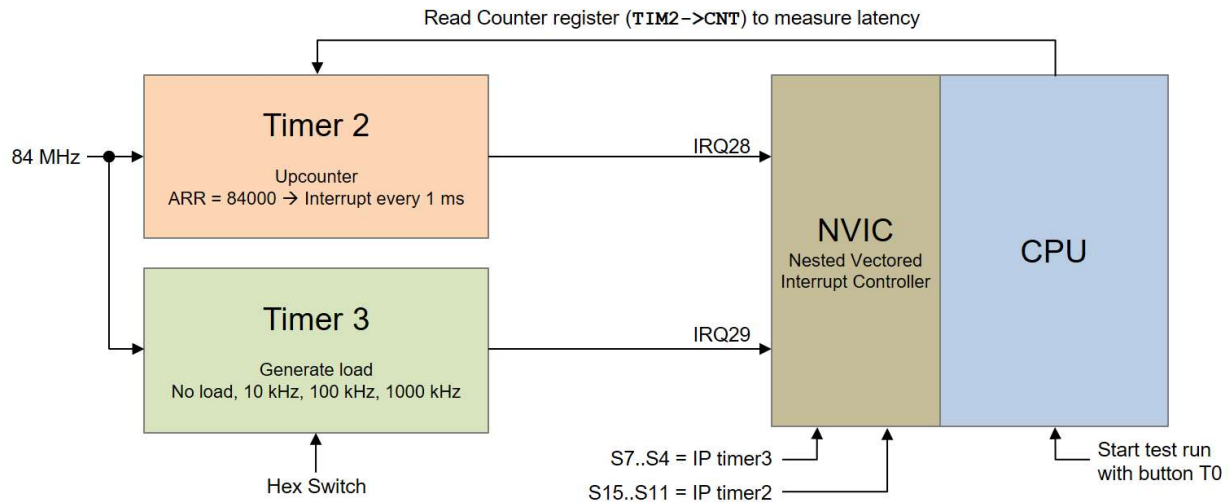 Read Counter register (TIM2->CNT) to measure latency
Timer 2
84 MHz
Upcounter
ARR = 84000 → Interrupt every 1 ms
IRQ28
NVIC
Nested Vectored
Interrupt Controller
CPU
Timer 3
Generate load
No load, 10 kHz, 100 kHz, 1000 kHz
IRQ29
Hex Switch
S7..S4 = IP timer3
S15..S11 = IP timer2
Start test run
with button T0